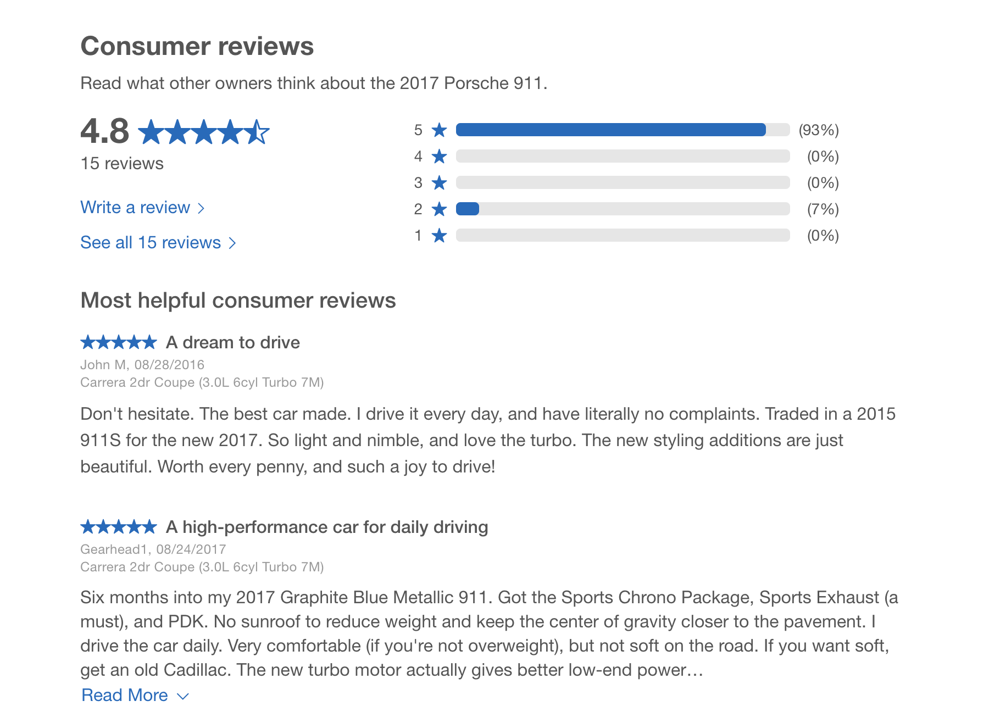 Consumer reviews
Read what other owners think about the 2017 Porsche 911.
4.8
15 reviews
Write a review
See all 15 reviews
5 (93%)
4 (0%)
3 (0%)
2 (7%)
1 (0%)
Most helpful consumer reviews
A dream to drive
John M, 08/28/2016
Carrera 2dr Coupe (3.0L 6cyl Turbo 7M)
Don't hesitate. The best car made. I drive it every day, and have literally no complaints. Traded in a 2015
911S for the new 2017. So light and nimble, and love the turbo. The new styling additions are just
beautiful. Worth every penny, and such a joy to drive!
A high-performance car for daily driving
Gearhead1, 08/24/2017
Carrera 2dr Coupe (3.0L 6cyl Turbo 7M)
Six months into my 2017 Graphite Blue Metallic 911. Got the Sports Chrono Package, Sports Exhaust (a
must), and PDK. No sunroof to reduce weight and keep the center of gravity closer to the pavement. I
drive the car daily. Very comfortable (if you're not overweight), but not soft on the road. If you want soft,
get an old Cadillac. The new turbo motor actually gives better low-end power…
Read More